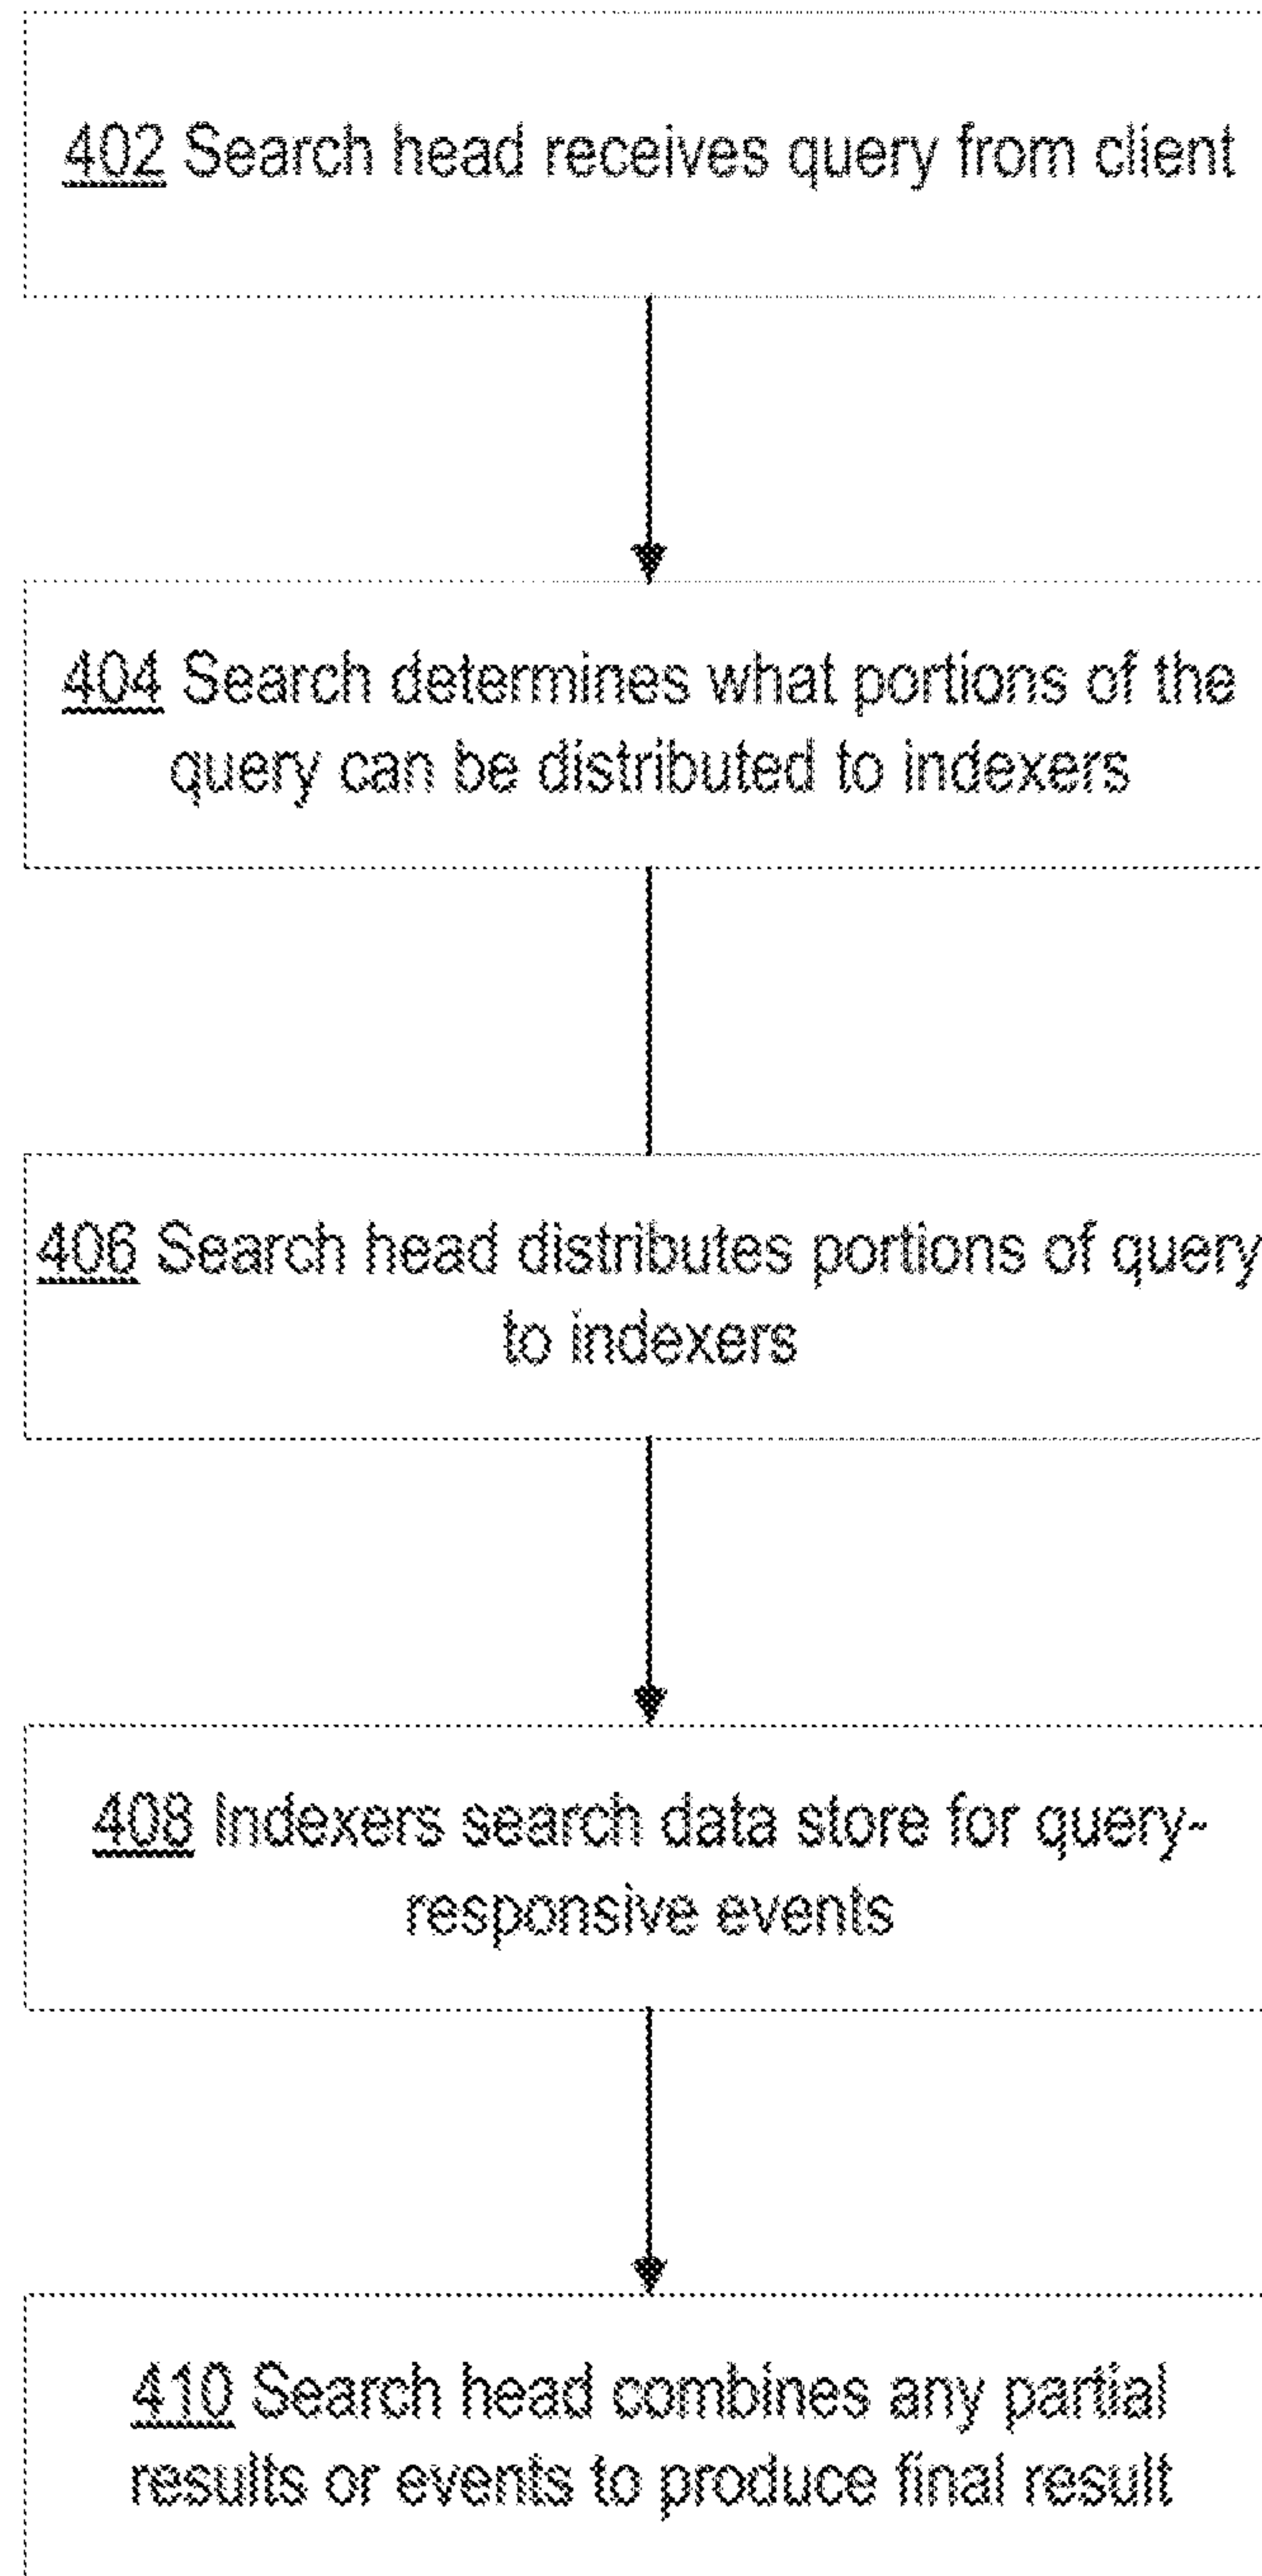 402 Search head receives query from client
404 Search determines what portions of the
query can be distributed to indexers
406 Search head distributes portions of query
to indexers
408 Indexers search data store for query-
responsive events
410 Search head combines any partial
results or events to produce final result